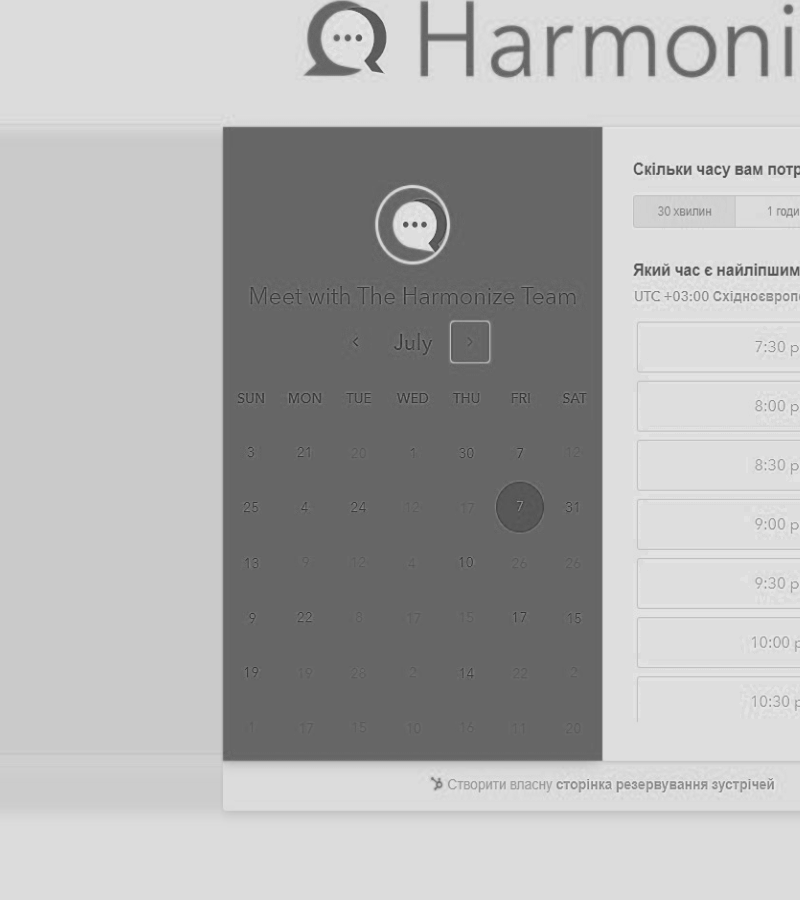 Harmoni
Meet with The Harmonize Team
July
SUN MON TUE WED THU FRI SAT
3 21 20 1 30 7 12
25 4 24 12 17 7 31
13 9 12 4 10 26 26
9 22 8 17 15 17 15
19 19 28 2 14 22 2
1 17 15 10 16 11 20
Скільки часу вам потр
30 хвилин 1 годи
Який час є найліпшим
UTC +03:00 Східноєвропе
7:30 p
8:00 p
8:30 p
9:00 p
9:30 p
10:00 p
10:30 p
Створити власну сторінка резервування зустрічей